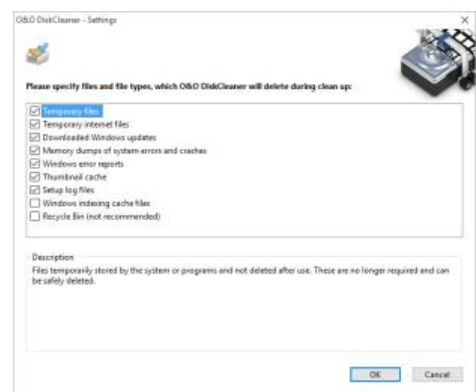 O&O DiskCleaner - Settings
Please specify files and file types, which O&O DiskCleaner will delete during clean up:
Temporary files
Temporary internet files
Downloaded Windows updates
Memory dumps of system errors and crashes
Windows error reports
Thumbnail cache
Setup log files
Windows indexing cache files
Recycle Bin (not recommended)
Description
Files temporarily stored by the system or programs and not deleted after use. These are no longer required and can
be safely deleted.
OK
Cancel